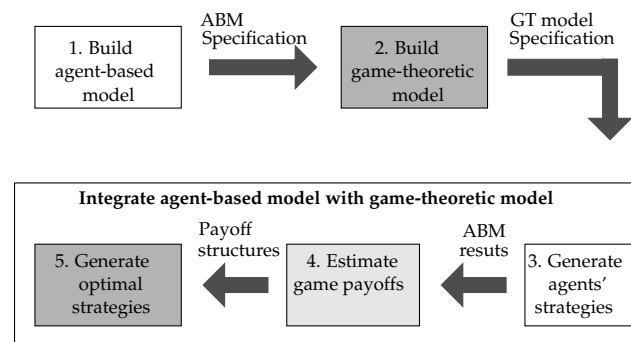 ABM
Specification
GT model
Specification
1. Build
agent-based
model
2. Build
game-theoretic
model
Integrate agent-based model with game-theoretic model
Payoff
structures
ABM
resuts
5. Generate
optimal
strategies
4. Estimate
game payoffs
3. Generate
agents'
strategies